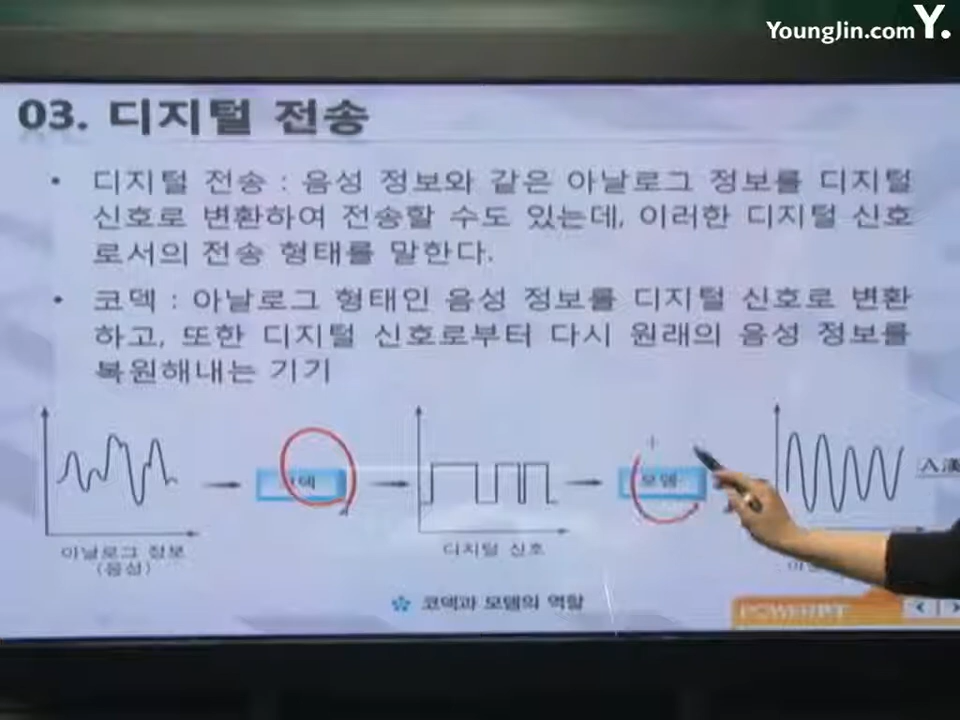 YoungJin.com Y.
03. 디지털 전송
• 디지털 전송 : 음성 정보와 같은 아날로그 정보를 디지털
신호로 변환하여 전송할 수도 있는데, 이러한 디지털 신호
로서의 전송 형태를 말한다.
• 코덱 : 아날로그 형태인 음성 정보를 디지털 신호로 변환
하고, 또한 디지털 신호로부터 다시 원래의 음성 정보를
복원해내는 기기
코덱
모뎀
아날로그 정보
(음성)
디지털 신호
코덱과 모뎀의 역할
POWERPNT